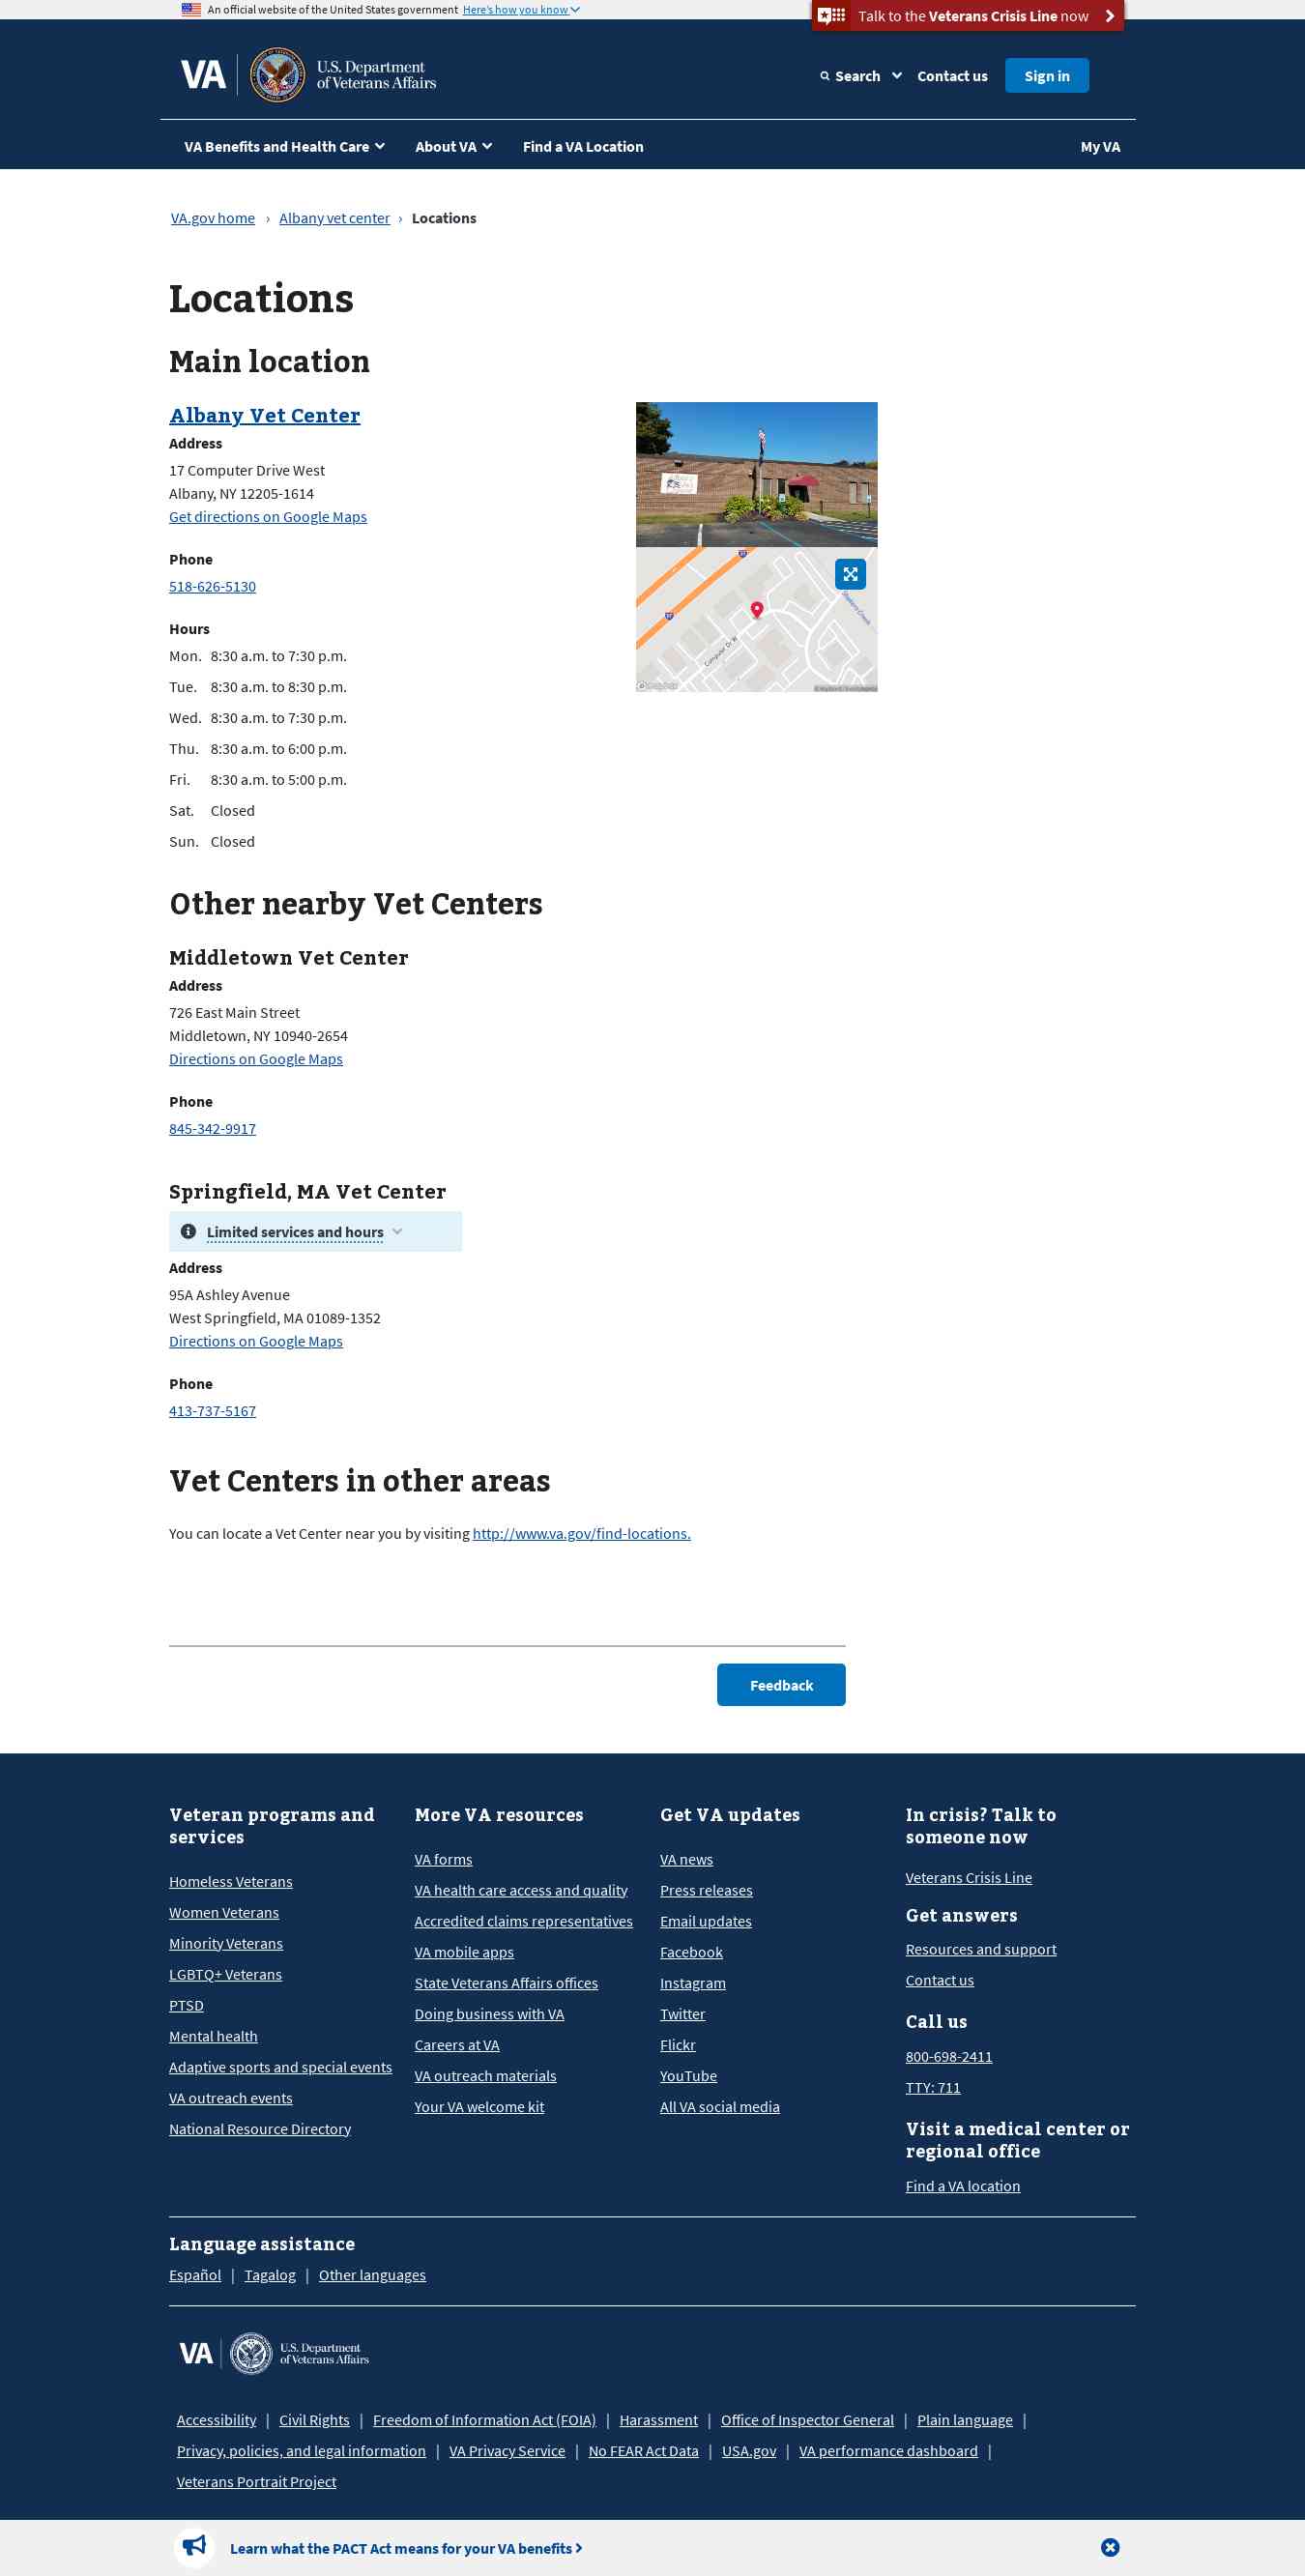 An official website of the United States government Here's how you know
Talk to the Veterans Crisis Line now
VA U.S. Department of Veterans Affairs
Search Contact us Sign in
VA Benefits and Health Care About VA Find a VA Location My VA
VA.gov home › Albany vet center › Locations
Locations
Main location
Albany Vet Center
Address
17 Computer Drive West
Albany, NY 12205-1614
Get directions on Google Maps
Phone
518-626-5130
Hours
Mon. 8:30 a.m. to 7:30 p.m.
Tue. 8:30 a.m. to 8:30 p.m.
Wed. 8:30 a.m. to 7:30 p.m.
Thu. 8:30 a.m. to 6:00 p.m.
Fri. 8:30 a.m. to 5:00 p.m.
Sat. Closed
Sun. Closed
Computer Dr W
Other nearby Vet Centers
Middletown Vet Center
Address
726 East Main Street
Middletown, NY 10940-2654
Directions on Google Maps
Phone
845-342-9917
Springfield, MA Vet Center
Limited services and hours
Address
95A Ashley Avenue
West Springfield, MA 01089-1352
Directions on Google Maps
Phone
413-737-5167
Vet Centers in other areas
You can locate a Vet Center near you by visiting http://www.va.gov/find-locations.
Feedback
Veteran programs and
services
Homeless Veterans
Women Veterans
Minority Veterans
LGBTQ+ Veterans
PTSD
Mental health
Adaptive sports and special events
VA outreach events
National Resource Directory
More VA resources
VA forms
VA health care access and quality
Accredited claims representatives
VA mobile apps
State Veterans Affairs offices
Doing business with VA
Careers at VA
VA outreach materials
Your VA welcome kit
Get VA updates
VA news
Press releases
Email updates
Facebook
Instagram
Twitter
Flickr
YouTube
All VA social media
In crisis? Talk to
someone now
Veterans Crisis Line
Get answers
Resources and support
Contact us
Call us
800-698-2411
TTY: 711
Visit a medical center or
regional office
Find a VA location
Language assistance
Español | Tagalog | Other languages
VA U.S. Department of Veterans Affairs
Accessibility | Civil Rights | Freedom of Information Act (FOIA) | Harassment | Office of Inspector General | Plain language |
Privacy, policies, and legal information | VA Privacy Service | No FEAR Act Data | USA.gov | VA performance dashboard |
Veterans Portrait Project
Learn what the PACT Act means for your VA benefits